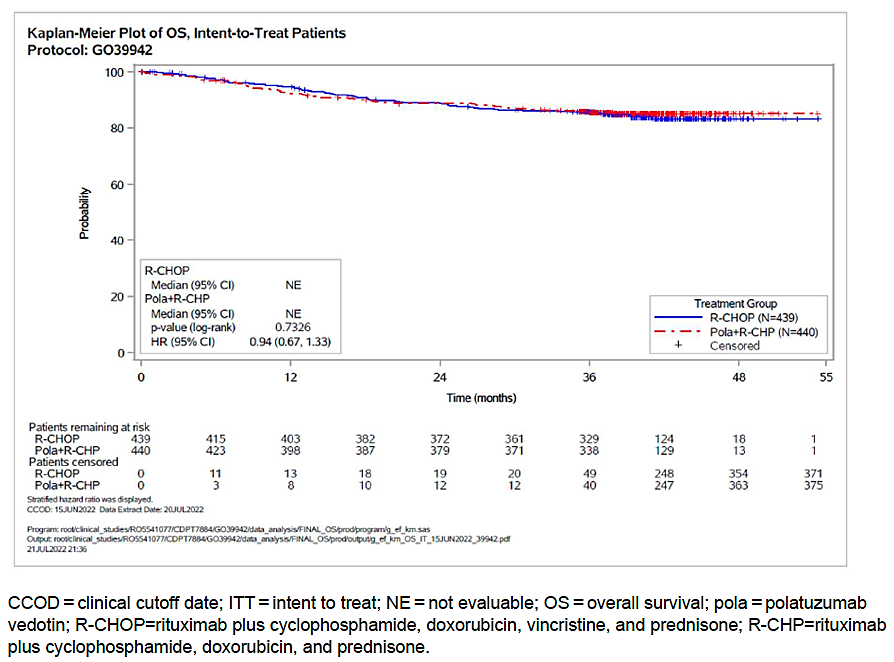 Kaplan-Meier Plot of OS, Intent-to-Treat Patients
Protocol: GO39942
100
80
60
40
20
0
Probability
R-CHOP
Median (95% CI) NE
Pola+R-CHP
Median (95% CI) NE
p-value (log-rank) 0.7326
HR (95% CI) 0.94 (0.67, 1.33)
Treatment Group
R-CHOP (N=439)
Pola+R-CHP (N=440)
+ Censored
0 12 24 36 48 55
Time (months)
Patients remaining at risk
R-CHOP 439 415 403 382 372 361 329 124 18 1
Pola+R-CHP 440 423 398 387 379 371 338 129 13 1
Patients censored
R-CHOP 0 11 13 18 19 20 49 248 354 371
Pola+R-CHP 0 3 8 10 12 12 40 247 363 375
Stratified hazard ratio was displayed.
CCOD: 15JUN2022 Data Extract Date: 20JUL2022
Program: root/clinical_studies/RO5541077/CDPT7884/GO39942/data_analysis/FINAL_OS/prod/program/g_ef_km.sas
Output: root/clinical_studies/RO5541077/CDPT7884/GO39942/data_analysis/FINAL_OS/prod/output/g_ef_km_OS_IT_15JUN2022_39942.pdf
21JUL2022 21:36
CCOD = clinical cutoff date; ITT = intent to treat; NE = not evaluable; OS = overall survival; pola = polatuzumab
vedotin; R-CHOP=rituximab plus cyclophosphamide, doxorubicin, vincristine, and prednisone; R-CHP=rituximab
plus cyclophosphamide, doxorubicin, and prednisone.